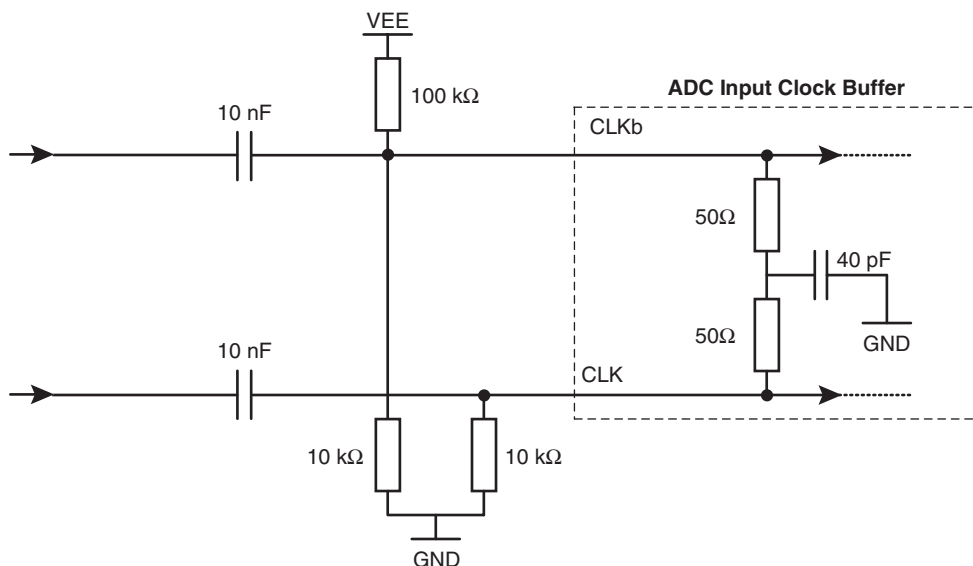 VEE
100 kΩ
10 nF
ADC Input Clock Buffer
CLKb
50Ω
40 pF
50Ω
GND
10 nF
CLK
10 kΩ
10 kΩ
GND